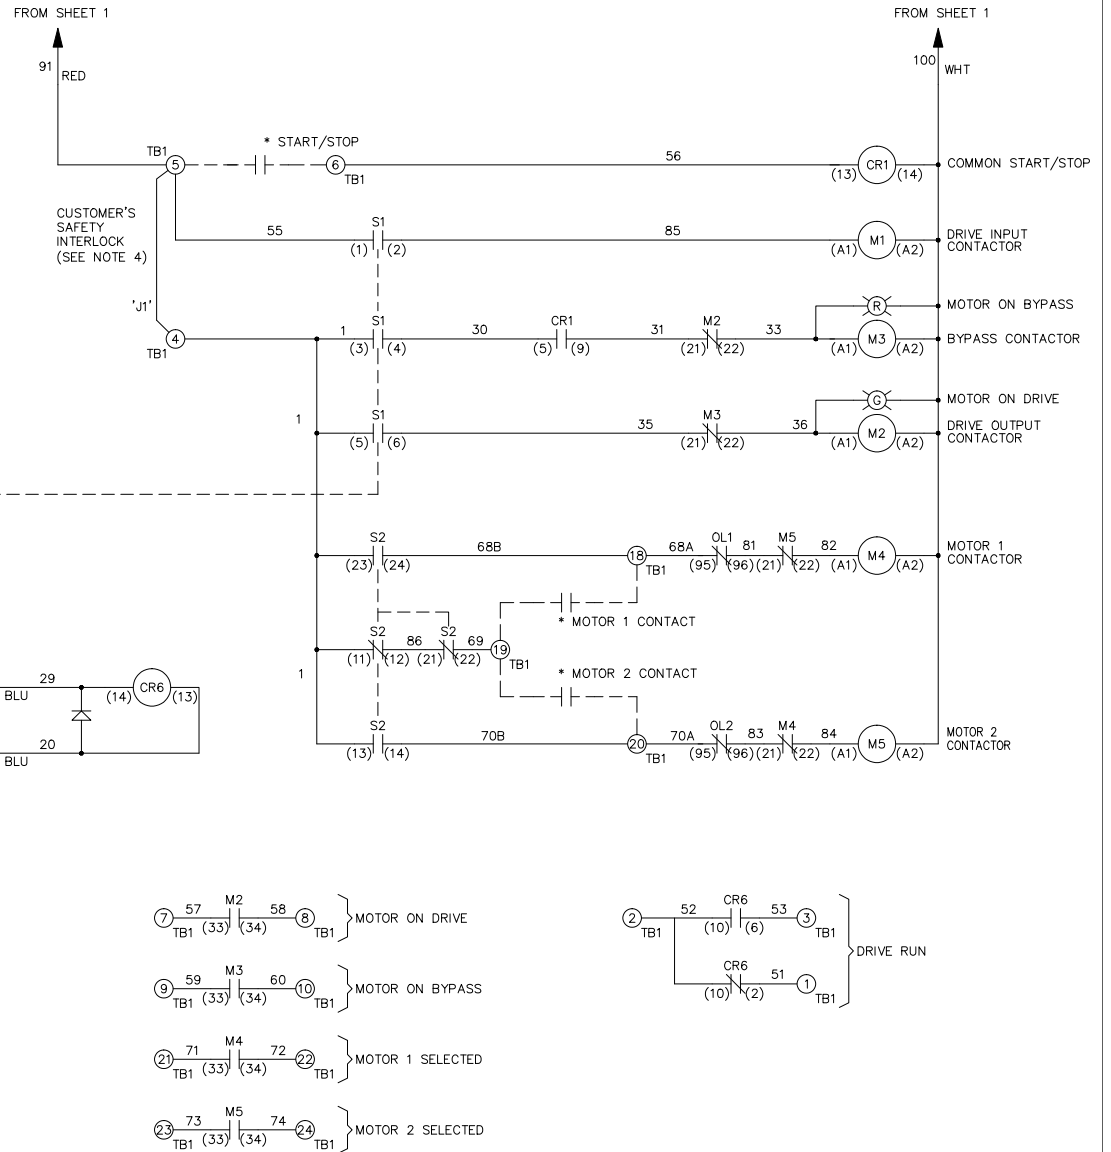 FROM SHEET 1
FROM SHEET 1
91
RED
100
WHT
* START/STOP
TB1
5
6
TB1
56
(13)
CR1
(14)
COMMON START/STOP
CUSTOMER'S
SAFETY
INTERLOCK
(SEE NOTE 4)
55
S1
(1)
(2)
85
(A1)
M1
(A2)
DRIVE INPUT
CONTACTOR
'J1'
R
MOTOR ON BYPASS
TB1
4
1
S1
(3)
(4)
30
CR1
(5)
(9)
31
M2
(21)
(22)
33
(A1)
M3
(A2)
BYPASS CONTACTOR
G
MOTOR ON DRIVE
1
S1
(5)
(6)
35
M3
(21)
(22)
36
(A1)
M2
(A2)
DRIVE OUTPUT
CONTACTOR
S2
(23)
(24)
68B
18
TB1
68A
OL1
(95)
(96)
81
M5
(21)
(22)
82
(A1)
M4
(A2)
MOTOR 1
CONTACTOR
* MOTOR 1 CONTACT
S2
(11)
(12)
86
S2
(21)
(22)
69
19
TB1
* MOTOR 2 CONTACT
1
29
BLU
(14)
CR6
(13)
20
BLU
S2
(13)
(14)
70B
20
TB1
70A
OL2
(95)
(96)
83
M4
(21)
(22)
84
(A1)
M5
(A2)
MOTOR 2
CONTACTOR
7
TB1
57
M2
(33)
(34)
58
8
TB1
MOTOR ON DRIVE
2
TB1
52
CR6
(10)
(6)
53
3
TB1
DRIVE RUN
9
TB1
59
M3
(33)
(34)
60
10
TB1
MOTOR ON BYPASS
CR6
(10)
(2)
51
1
TB1
21
TB1
71
M4
(33)
(34)
72
22
TB1
MOTOR 1 SELECTED
23
TB1
73
M5
(33)
(34)
74
24
TB1
MOTOR 2 SELECTED